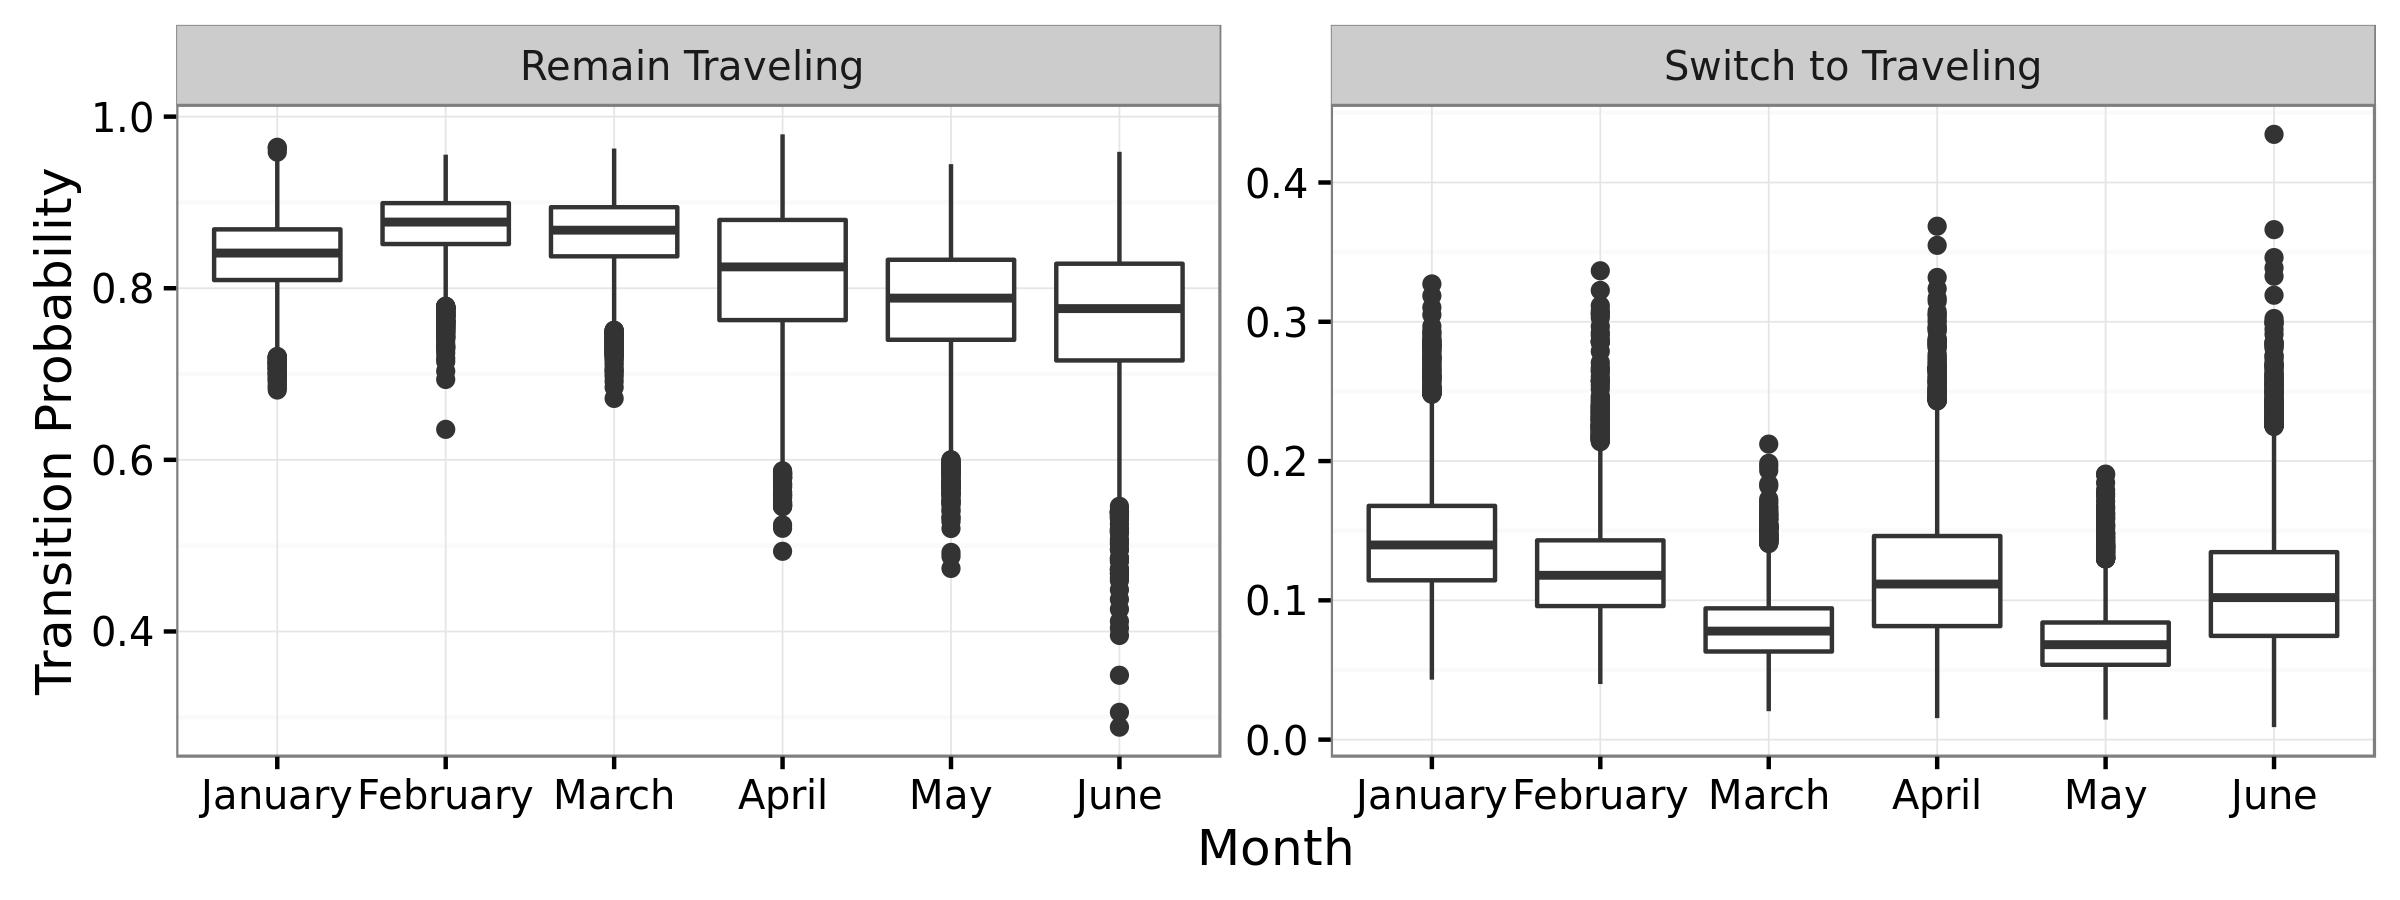 Remain Traveling
Switch to Traveling
Transition Probability
1.0
0.8
0.6
0.4
0.4
0.3
0.2
0.1
0.0
January February March April May June
January February March April May June
Month